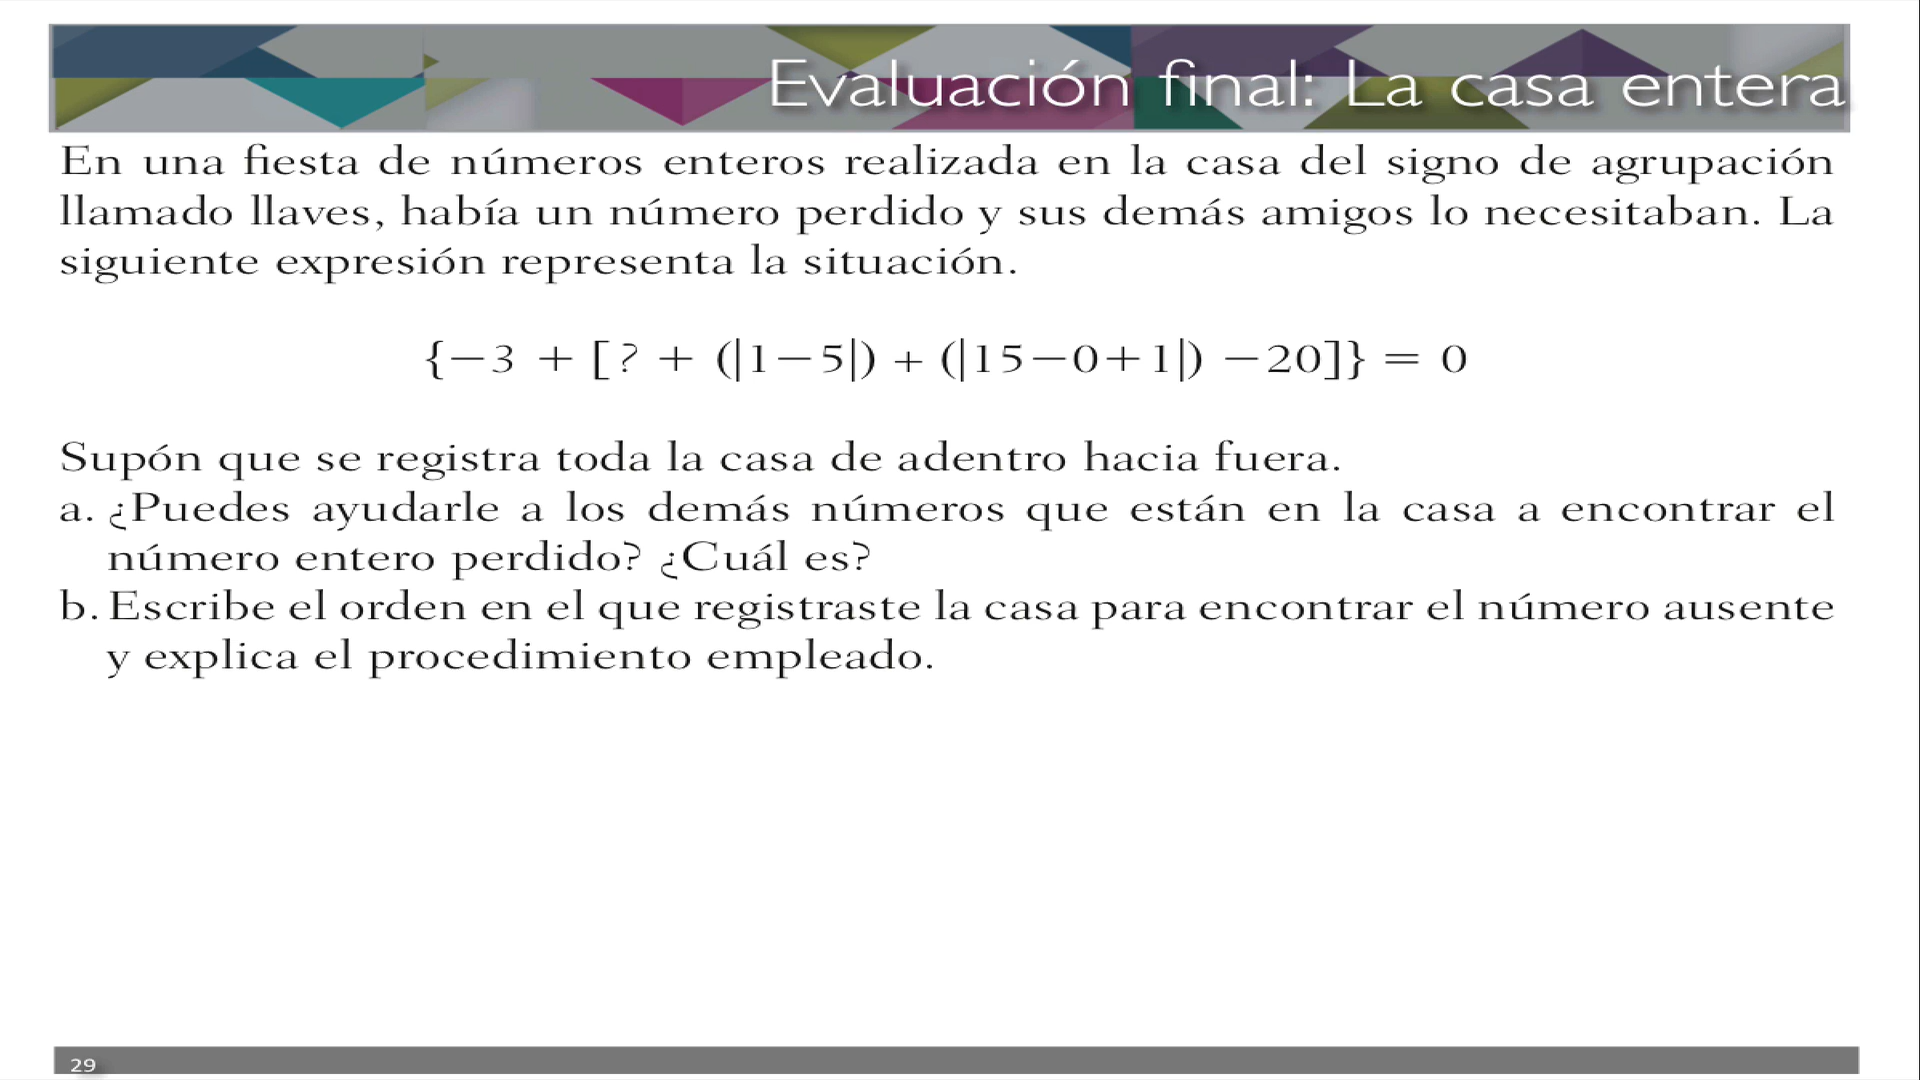 Evaluación final: La casa entera
En una fiesta de números enteros realizada en la casa del signo de agrupación
llamado llaves, había un número perdido y sus demás amigos lo necesitaban. La
siguiente expresión representa la situación.
{−3 + [? + (|1−5|) + (|15−0+1|) −20]} = 0
Supón que se registra toda la casa de adentro hacia fuera.
a. ¿Puedes ayudarle a los demás números que están en la casa a encontrar el
número entero perdido? ¿Cuál es?
b. Escribe el orden en el que registraste la casa para encontrar el número ausente
y explica el procedimiento empleado.
29